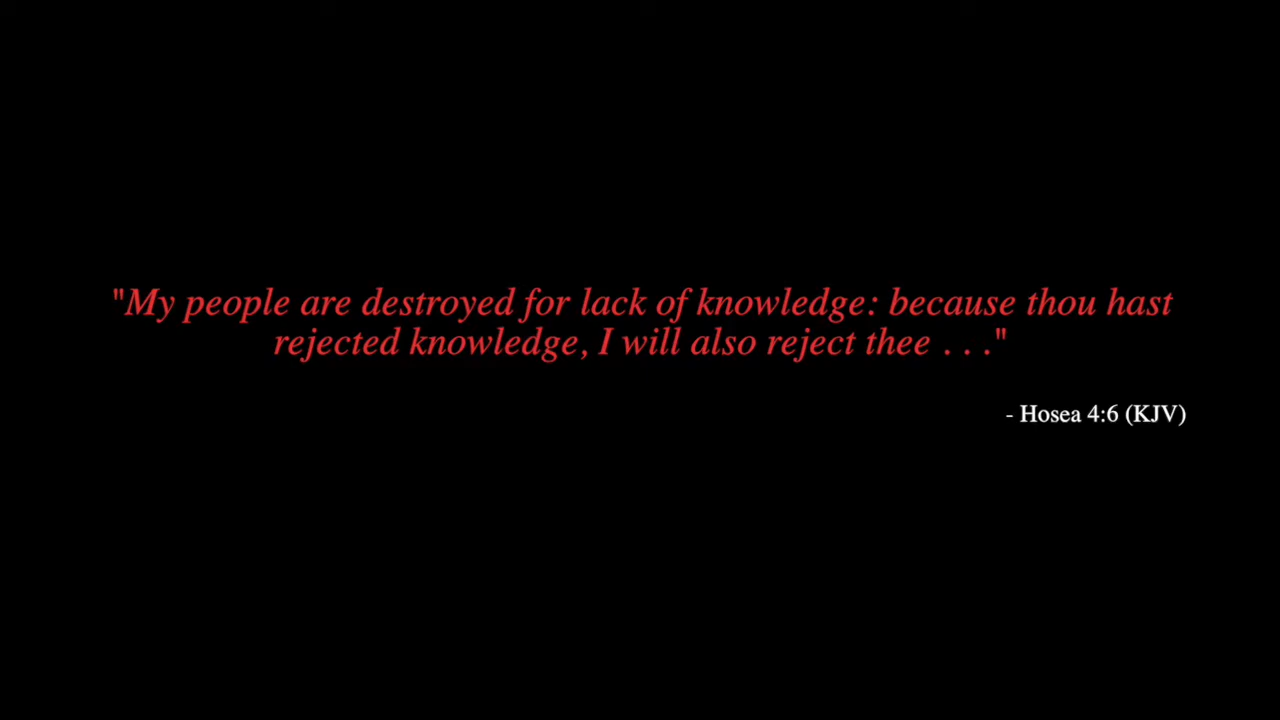 "My people are destroyed for lack of knowledge: because thou hast
rejected knowledge, I will also reject thee . . ."
- Hosea 4:6 (KJV)